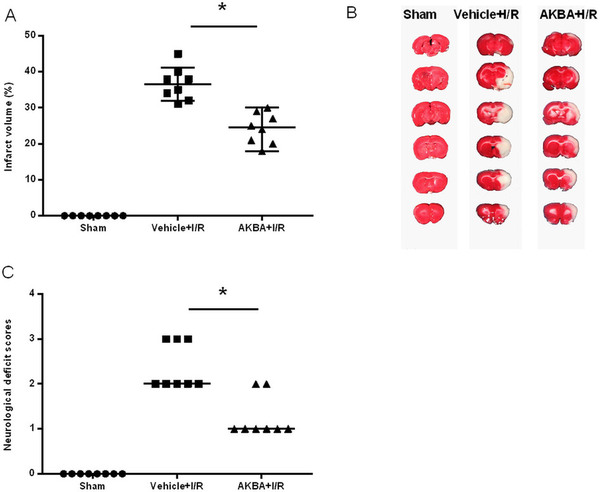 A
*
50
40
30
20
10
0
Infarct volume (%)
Sham Vehicle+I/R AKBA+I/R
B
Sham Vehicle+I/R AKBA+I/R
C
*
4
3
2
1
0
Neurological deficit scores
Sham Vehicle+I/R AKBA+I/R